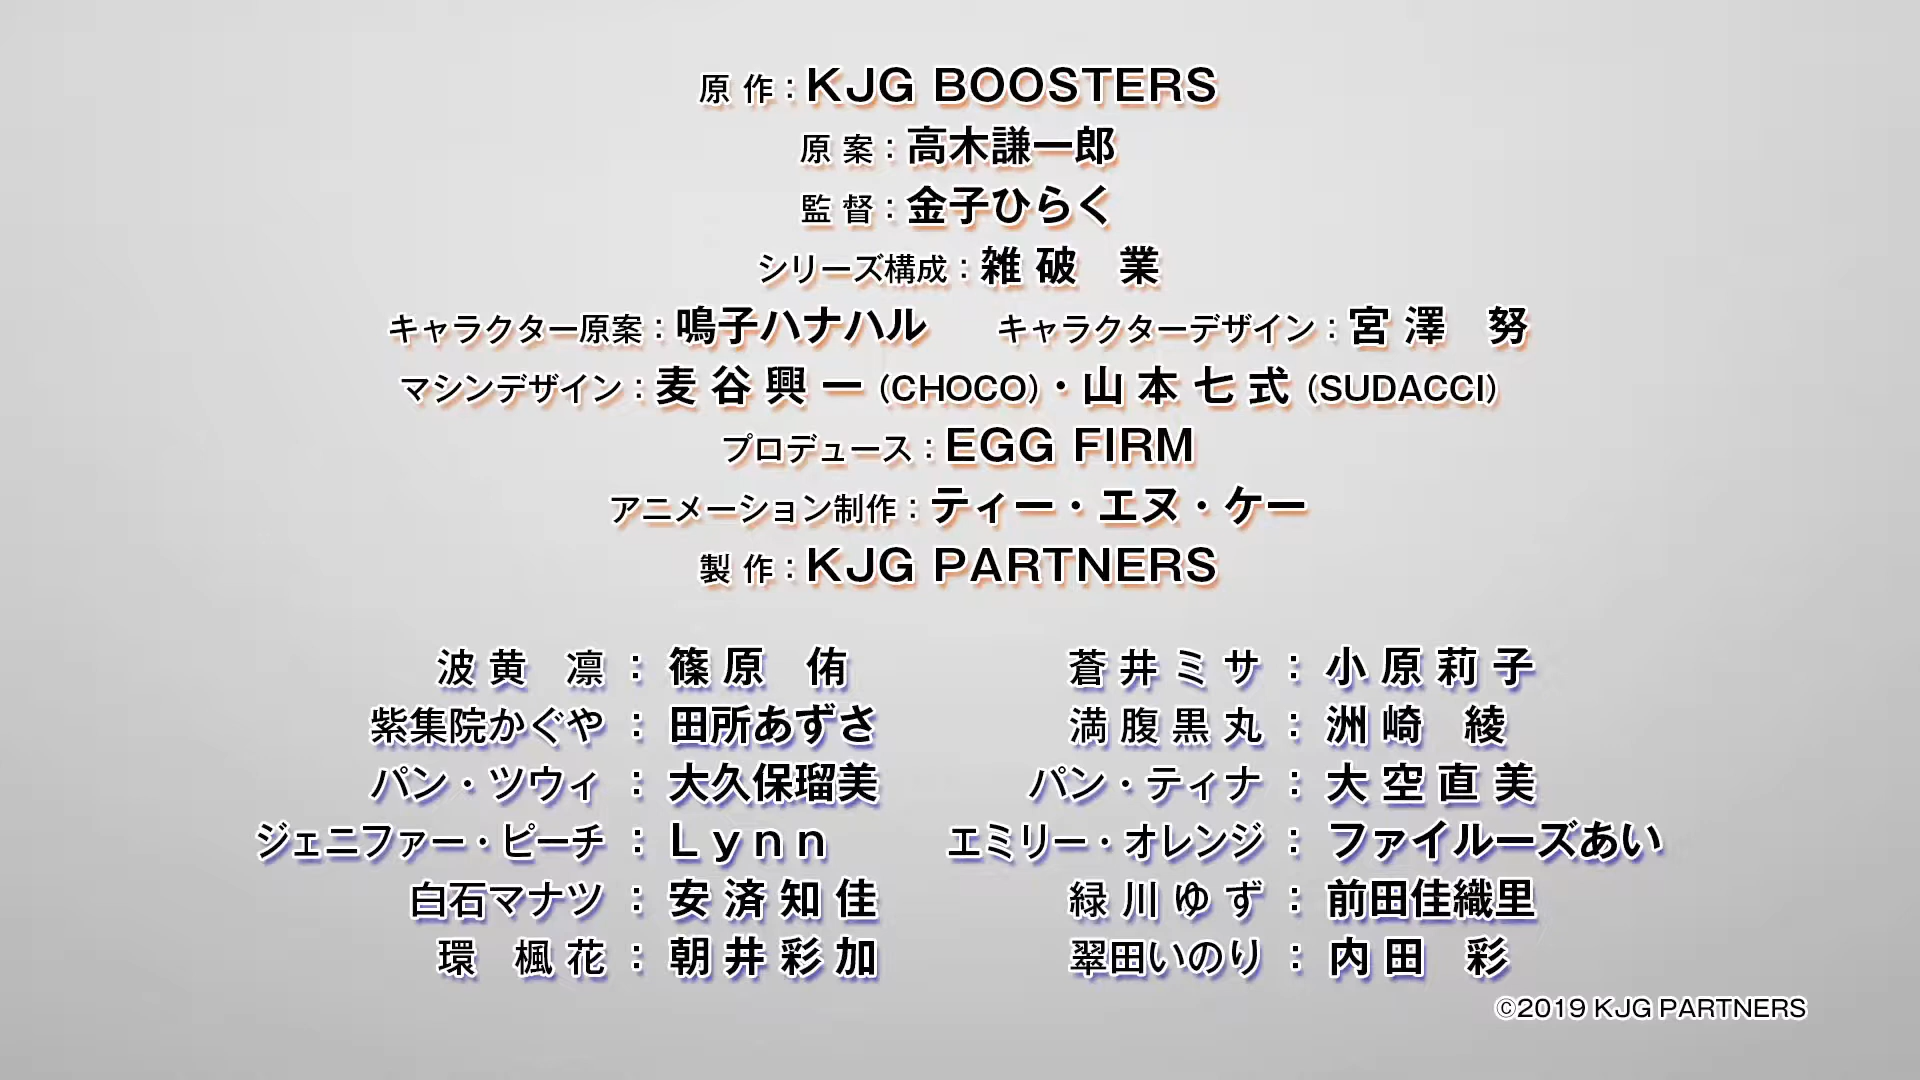 原作：KJG BOOSTERS
原案：高木謙一郎
監督：金子ひらく
シリーズ構成：雑破　業
キャラクター原案：鳴子ハナハル　キャラクターデザイン：宮澤　努
マシンデザイン：麦谷興一（CHOCO）・山本七式（SUDACCI）
プロデュース：EGG FIRM
アニメーション制作：ティー・エヌ・ケー
製作：KJG PARTNERS
波黄　凛：篠原　侑　蒼井ミサ：小原莉子
紫集院かぐや：田所あずさ　満腹黒丸：洲崎　綾
パン・ツウィ：大久保瑠美　パン・ティナ：大空直美
ジェニファー・ピーチ：Lynn　エミリー・オレンジ：ファイルーズあい
白石マナツ：安済知佳　緑川ゆず：前田佳織里
環　楓花：朝井彩加　翠田いのり：内田　彩
©2019 KJG PARTNERS